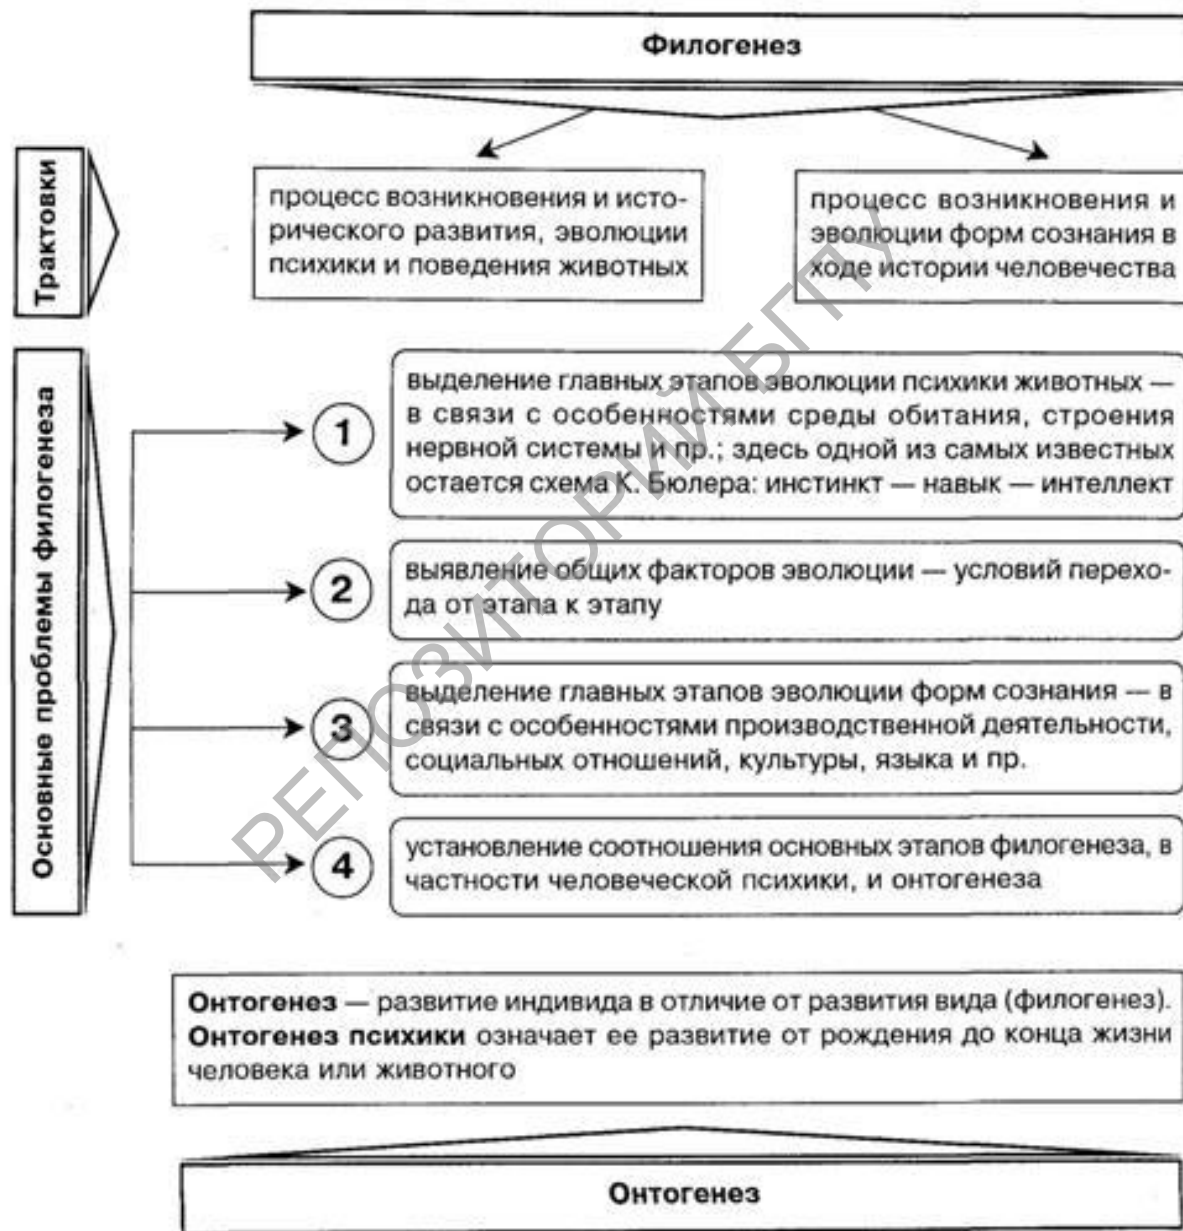 Филогенез
Трактовки
процесс возникновения и исто-
рического развития, эволюции
психики и поведения животных
процесс возникновения и
эволюции форм сознания в
ходе истории человечества
Основные проблемы филогенеза
1
выделение главных этапов эволюции психики животных —
в связи с особенностями среды обитания, строения
нервной системы и пр.; здесь одной из самых известных
остается схема К. Бюлера: инстинкт — навык — интеллект
2
выявление общих факторов эволюции — условий перехо-
да от этапа к этапу
3
выделение главных этапов эволюции форм сознания — в
связи с особенностями производственной деятельности,
социальных отношений, культуры, языка и пр.
4
установление соотношения основных этапов филогенеза, в
частности человеческой психики, и онтогенеза
Онтогенез — развитие индивида в отличие от развития вида (филогенез).
Онтогенез психики означает ее развитие от рождения до конца жизни
человека или животного
Онтогенез
РЕПОЗИТОРИЙ БГПУ